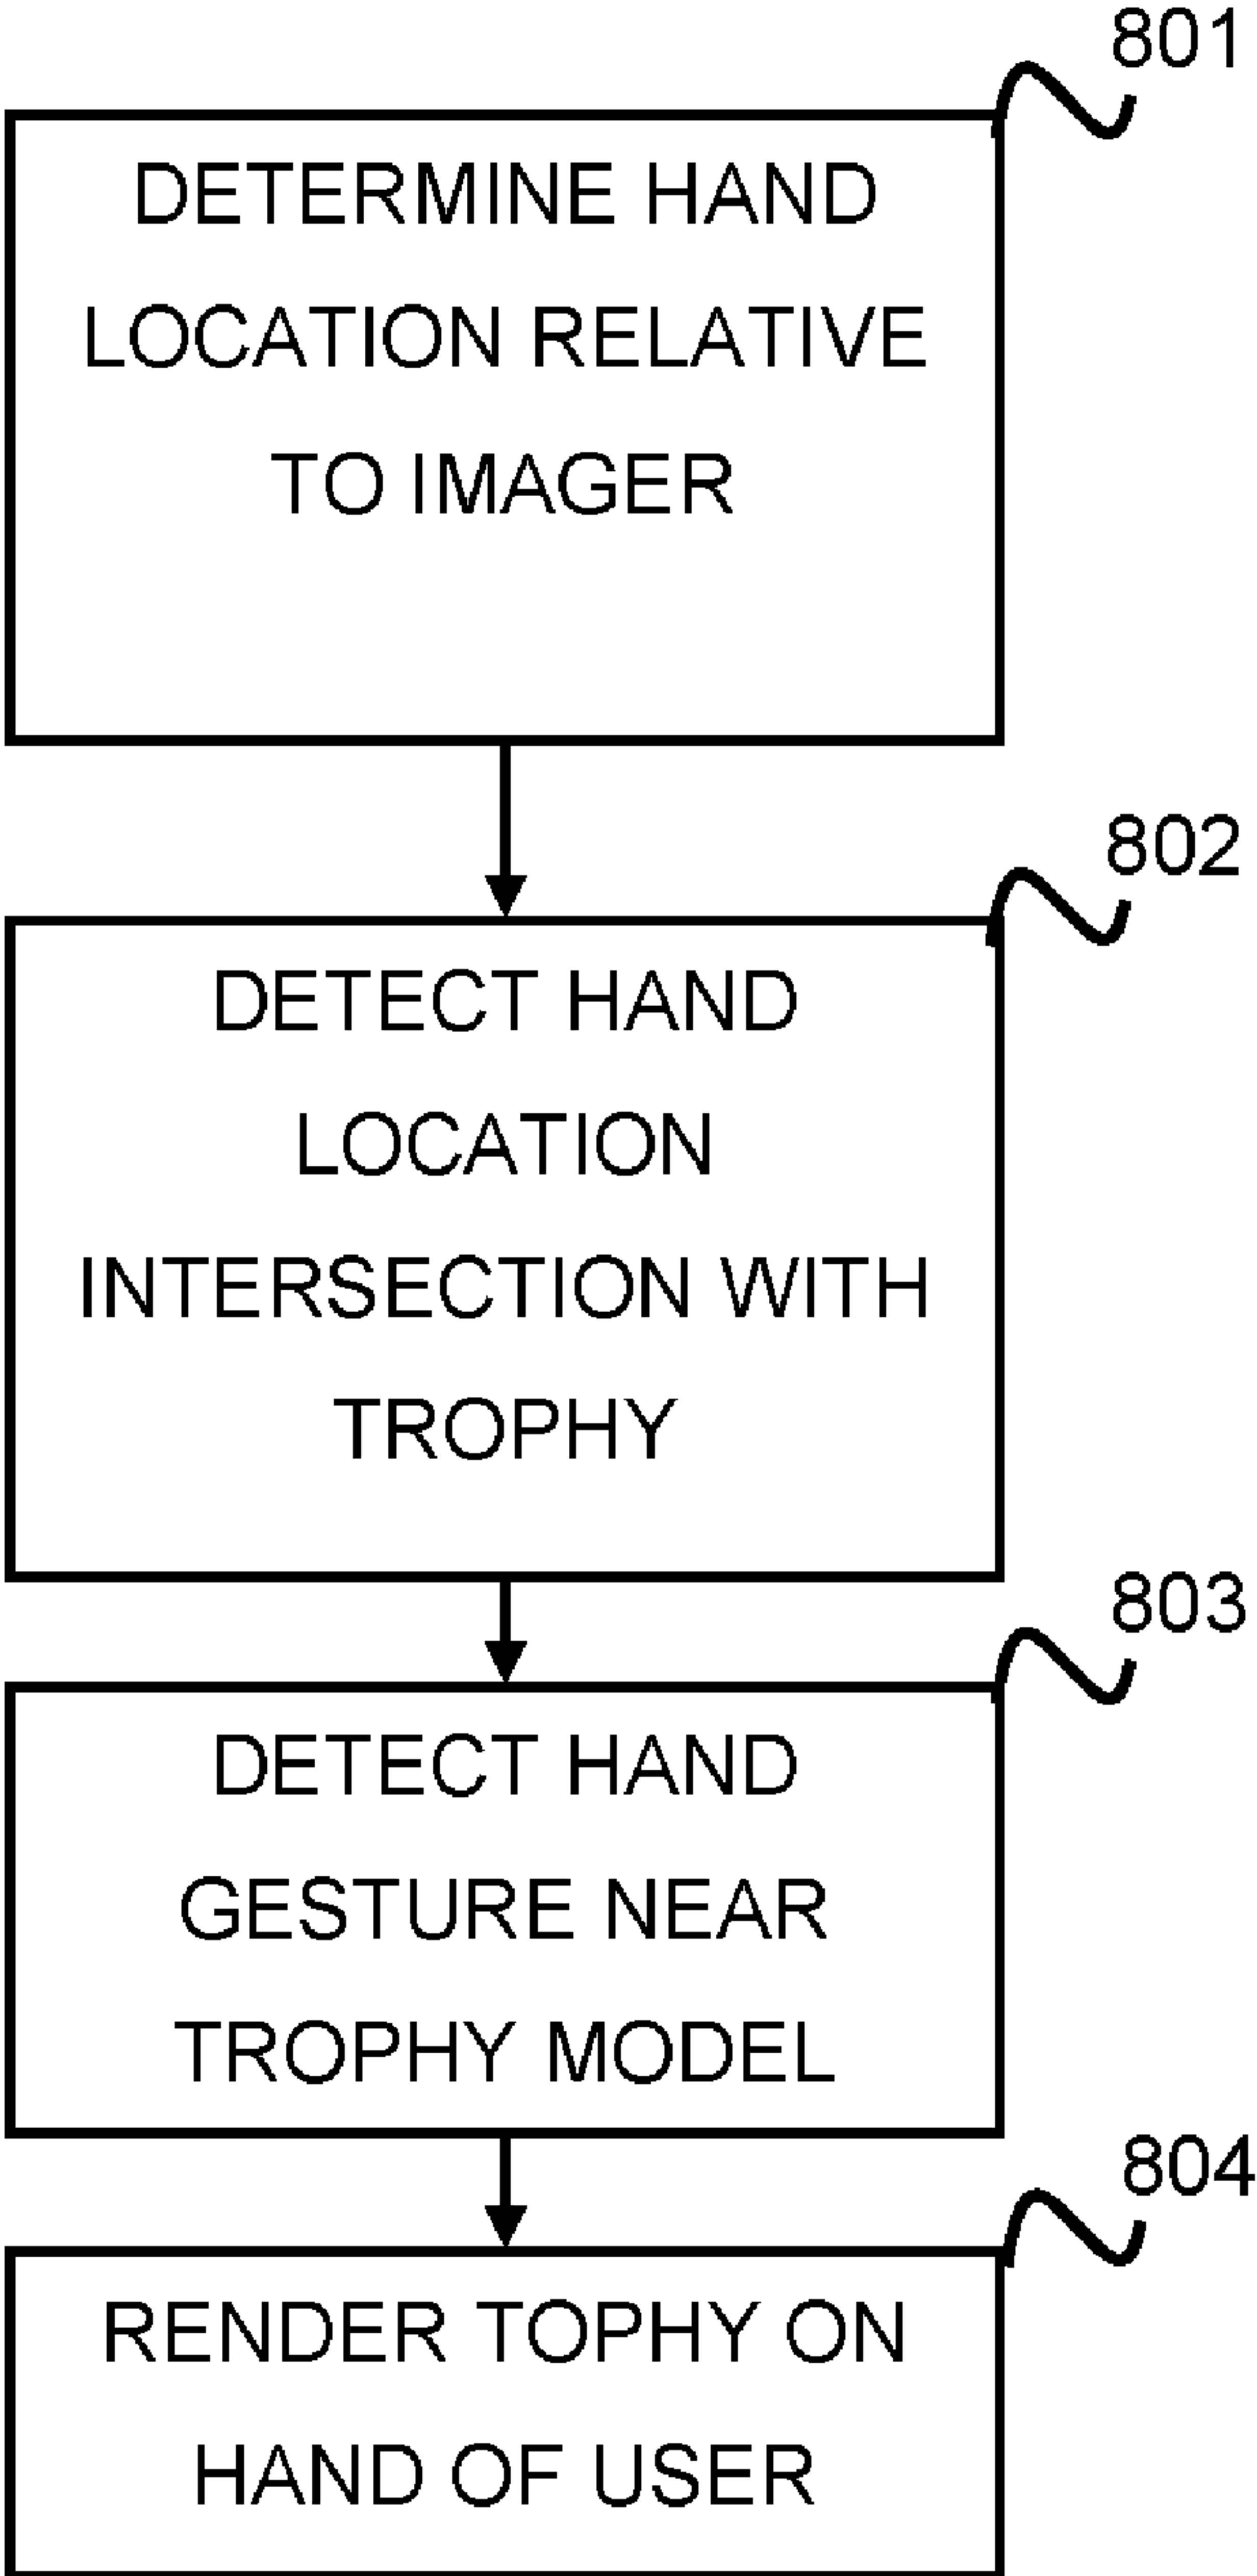 801
DETERMINE HAND
LOCATION RELATIVE
TO IMAGER
802
DETECT HAND
LOCATION
INTERSECTION WITH
TROPHY
803
DETECT HAND
GESTURE NEAR
TROPHY MODEL
804
RENDER TOPHY ON
HAND OF USER